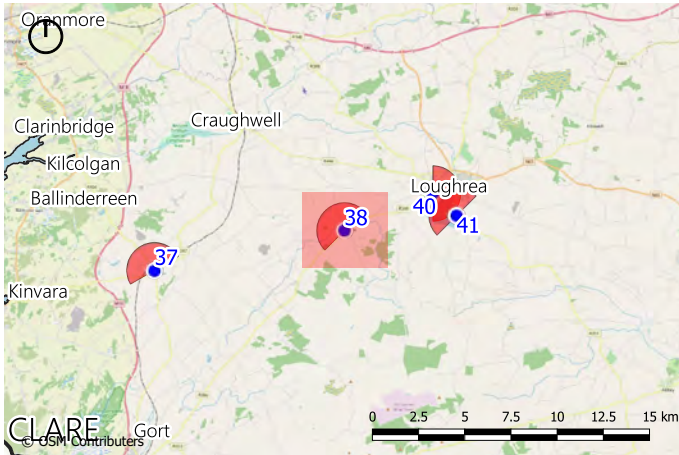 Oranmore
Craughwell
Clarinbridge
Kilcolgan
Loughrea
Ballinderreen
40
38
41
37
Kinvara
0 2.5 5 7.5 10 12.5 15 km
CLARE
Gort
© OSM Contributers